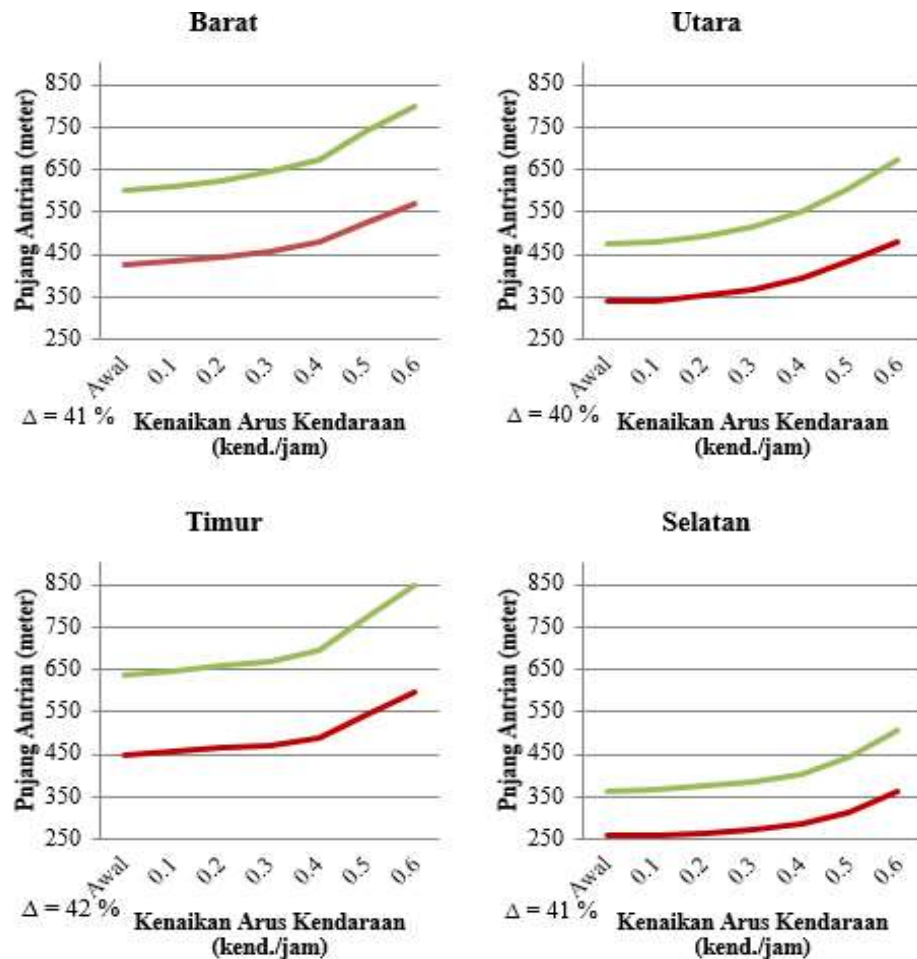 Barat
Pnjang Antrian (meter)
850
750
650
550
450
350
250
Awal
0.1
0.2
0.3
0.4
0.5
0.6
Δ = 41 %
Kenaikan Arus Kendaraan
(kend./jam)
Utara
Pnjang Antrian (meter)
850
750
650
550
450
350
250
Awal
0.1
0.2
0.3
0.4
0.5
0.6
Δ = 40 %
Kenaikan Arus Kendaraan
(kend./jam)
Timur
Pnjang Antrian (meter)
850
750
650
550
450
350
250
Awal
0.1
0.2
0.3
0.4
0.5
0.6
Δ = 42 %
Kenaikan Arus Kendaraan
(kend./jam)
Selatan
Pnjang Antrian (meter)
850
750
650
550
450
350
250
Awal
0.1
0.2
0.3
0.4
0.5
0.6
Δ = 41 %
Kenaikan Arus Kendaraan
(kend./jam)